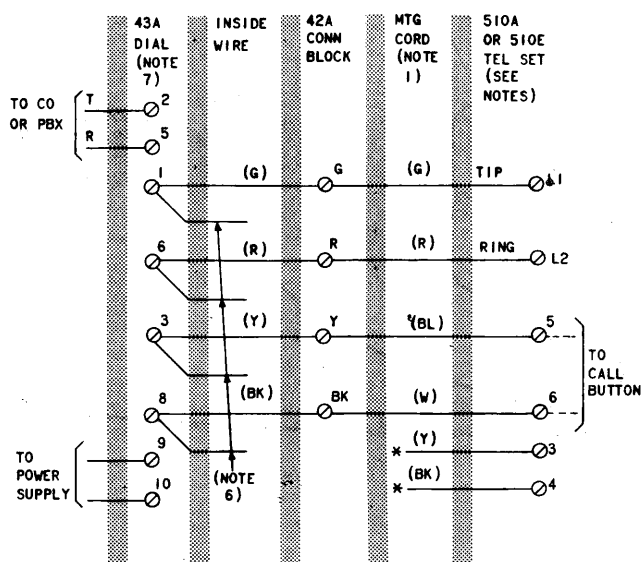 43A DIAL (NOTE 7)
INSIDE WIRE
42A CONN BLOCK
MTG CORD (NOTE 1)
510A OR 510E TEL SET (SEE NOTES)
TO CO OR PBX
T 2
R 5
1 (G) G (G) TIP L1
6 (R) R (R) RING L2
3 (Y) Y (BL) 5
8 (BK) BK (W) 6
TO CALL BUTTON
9
10
TO POWER SUPPLY
(NOTE 6)
* (Y) 3
* (BK) 4